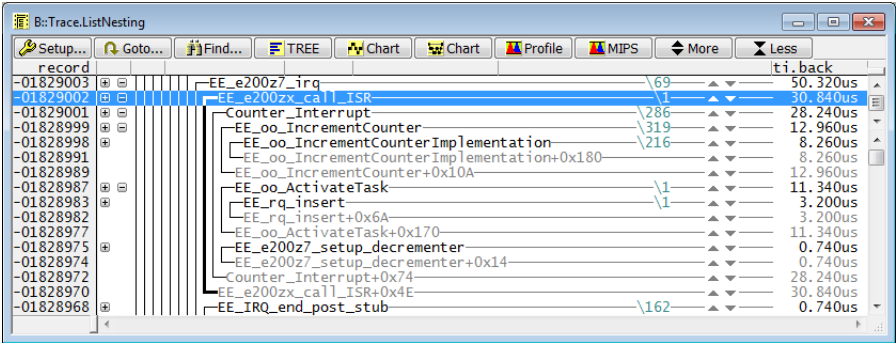 B::Trace.ListNesting
Setup... Goto... Find... TREE Chart Chart Profile MIPS More Less
record ti.back
-01829003 EE_e200z7_irq \69 50.320us
-01829002 EE_e200zx_call_ISR \1 30.840us
-01829001 Counter_Interrupt \286 28.240us
-01828999 EE_oo_IncrementCounter \319 12.960us
-01828998 EE_oo_IncrementCounterImplementation \216 8.260us
-01828991 EE_oo_IncrementCounterImplementation+0x180 8.260us
-01828989 EE_oo_IncrementCounter+0x10A 12.960us
-01828987 EE_oo_ActivateTask \1 11.340us
-01828983 EE_rq_insert \1 3.200us
-01828982 EE_rq_insert+0x6A 3.200us
-01828977 EE_oo_ActivateTask+0x170 11.340us
-01828975 EE_e200z7_setup_decrementer 0.740us
-01828974 EE_e200z7_setup_decrementer+0x14 0.740us
-01828972 Counter_Interrupt+0x74 28.240us
-01828970 EE_e200zx_call_ISR+0x4E 30.840us
-01828968 EE_IRQ_end_post_stub \162 0.740us